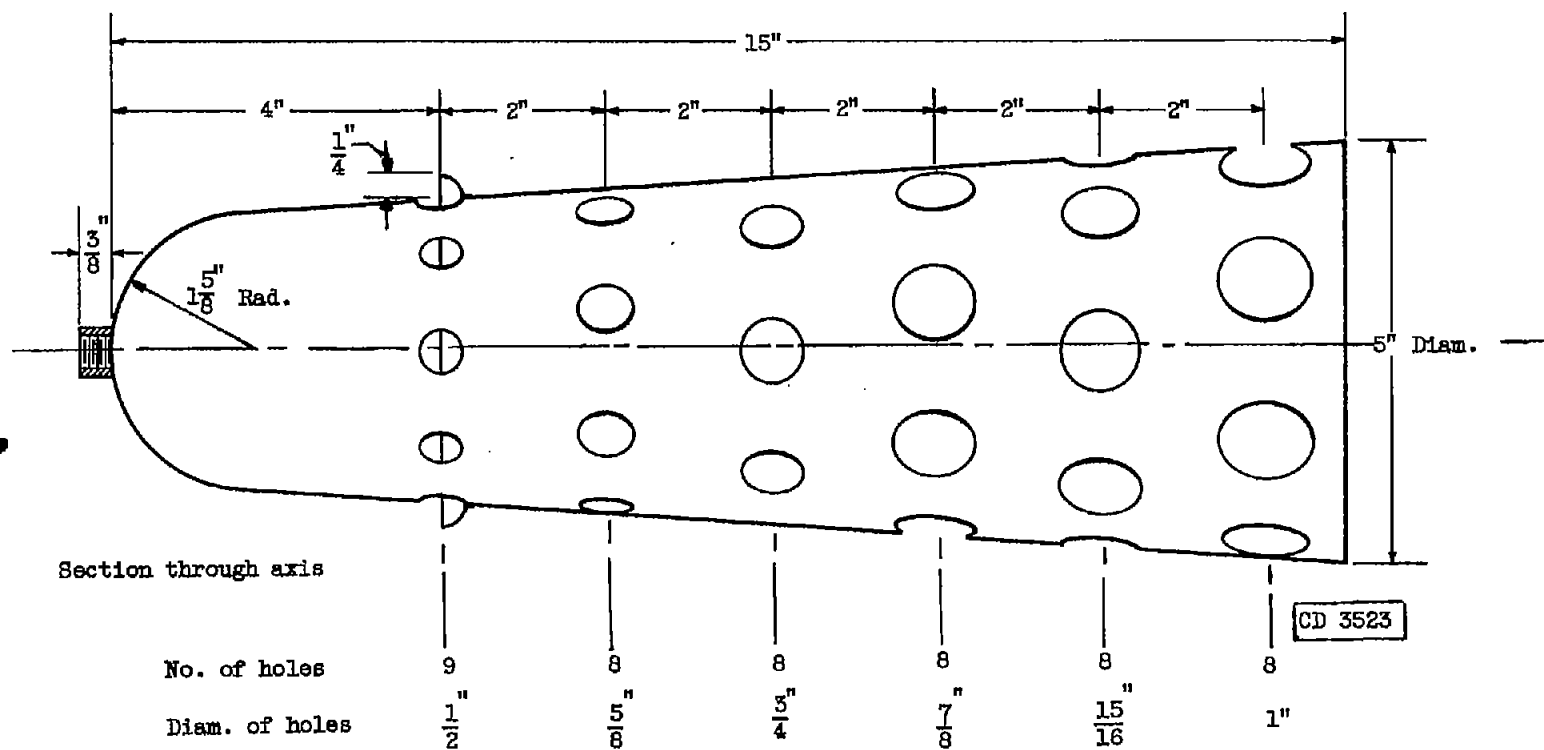 15"
4" 2" 2" 2" 2" 2"
1/4"
3/8"
1 5/8" Rad.
5" Diam.
Section through axis
CD 3523
No. of holes 9 8 8 8 8 8
Diam. of holes 1/2" 5/8" 3/4" 7/8" 15/16" 1"